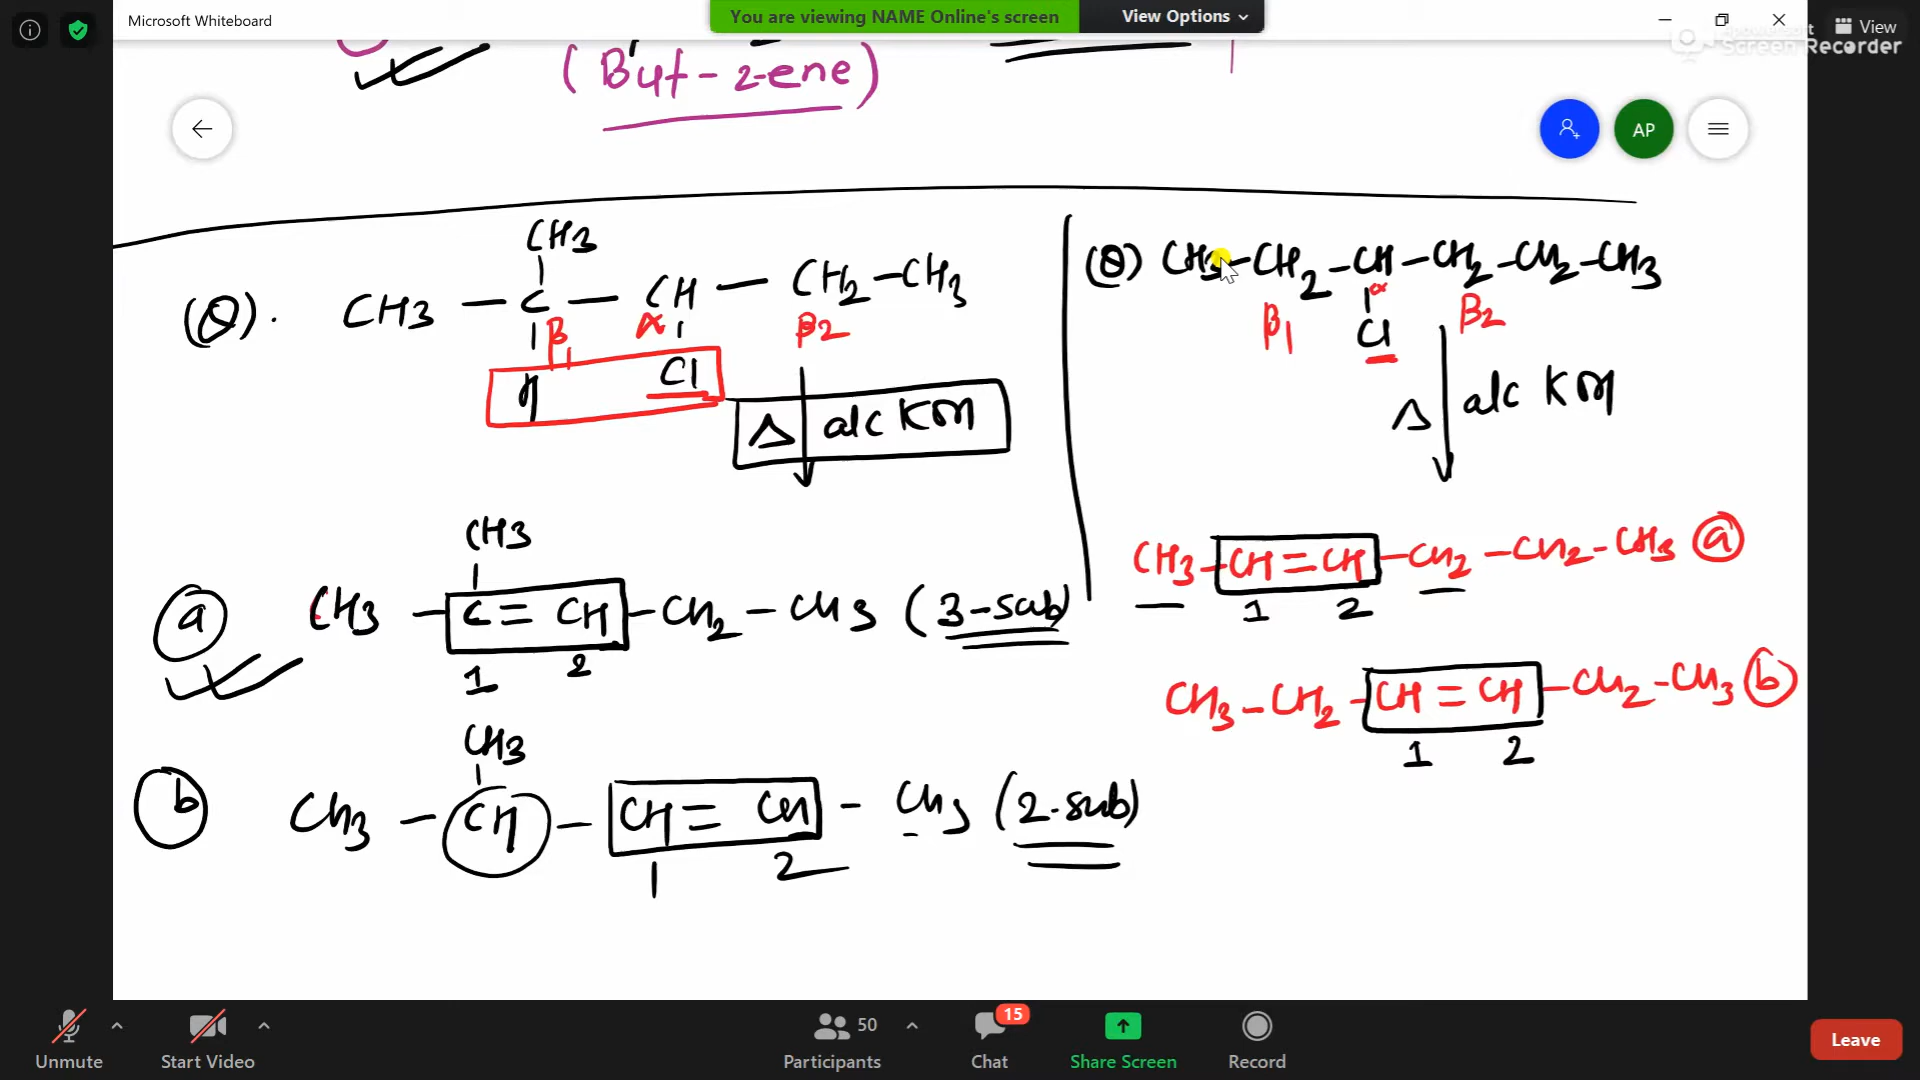 Microsoft Whiteboard
You are viewing NAME Online's screen
View Options
View
Apowersoft
Screen Recorder
(But-2-ene)
AP
CH3
(Q). CH3 — C — CH — CH2 – CH3
β1 α β2
H Cl
Δ alc KOH
CH3
(a) CH3 – C = CH – CH2 – CH3 (3-sub)
1 2
CH3
(b) CH3 – CH – CH = CH – CH3 (2-sub)
1 2
(Q) CH3 – CH2 – CH – CH2 – CH2 – CH3
α
β1 Cl β2
Δ alc KOH
CH3 – CH = CH – CH2 – CH2 – CH3 (a)
1 2
CH3 – CH2 – CH = CH – CH2 – CH3 (b)
1 2
Unmute
Start Video
50
Participants
15
Chat
Share Screen
Record
Leave